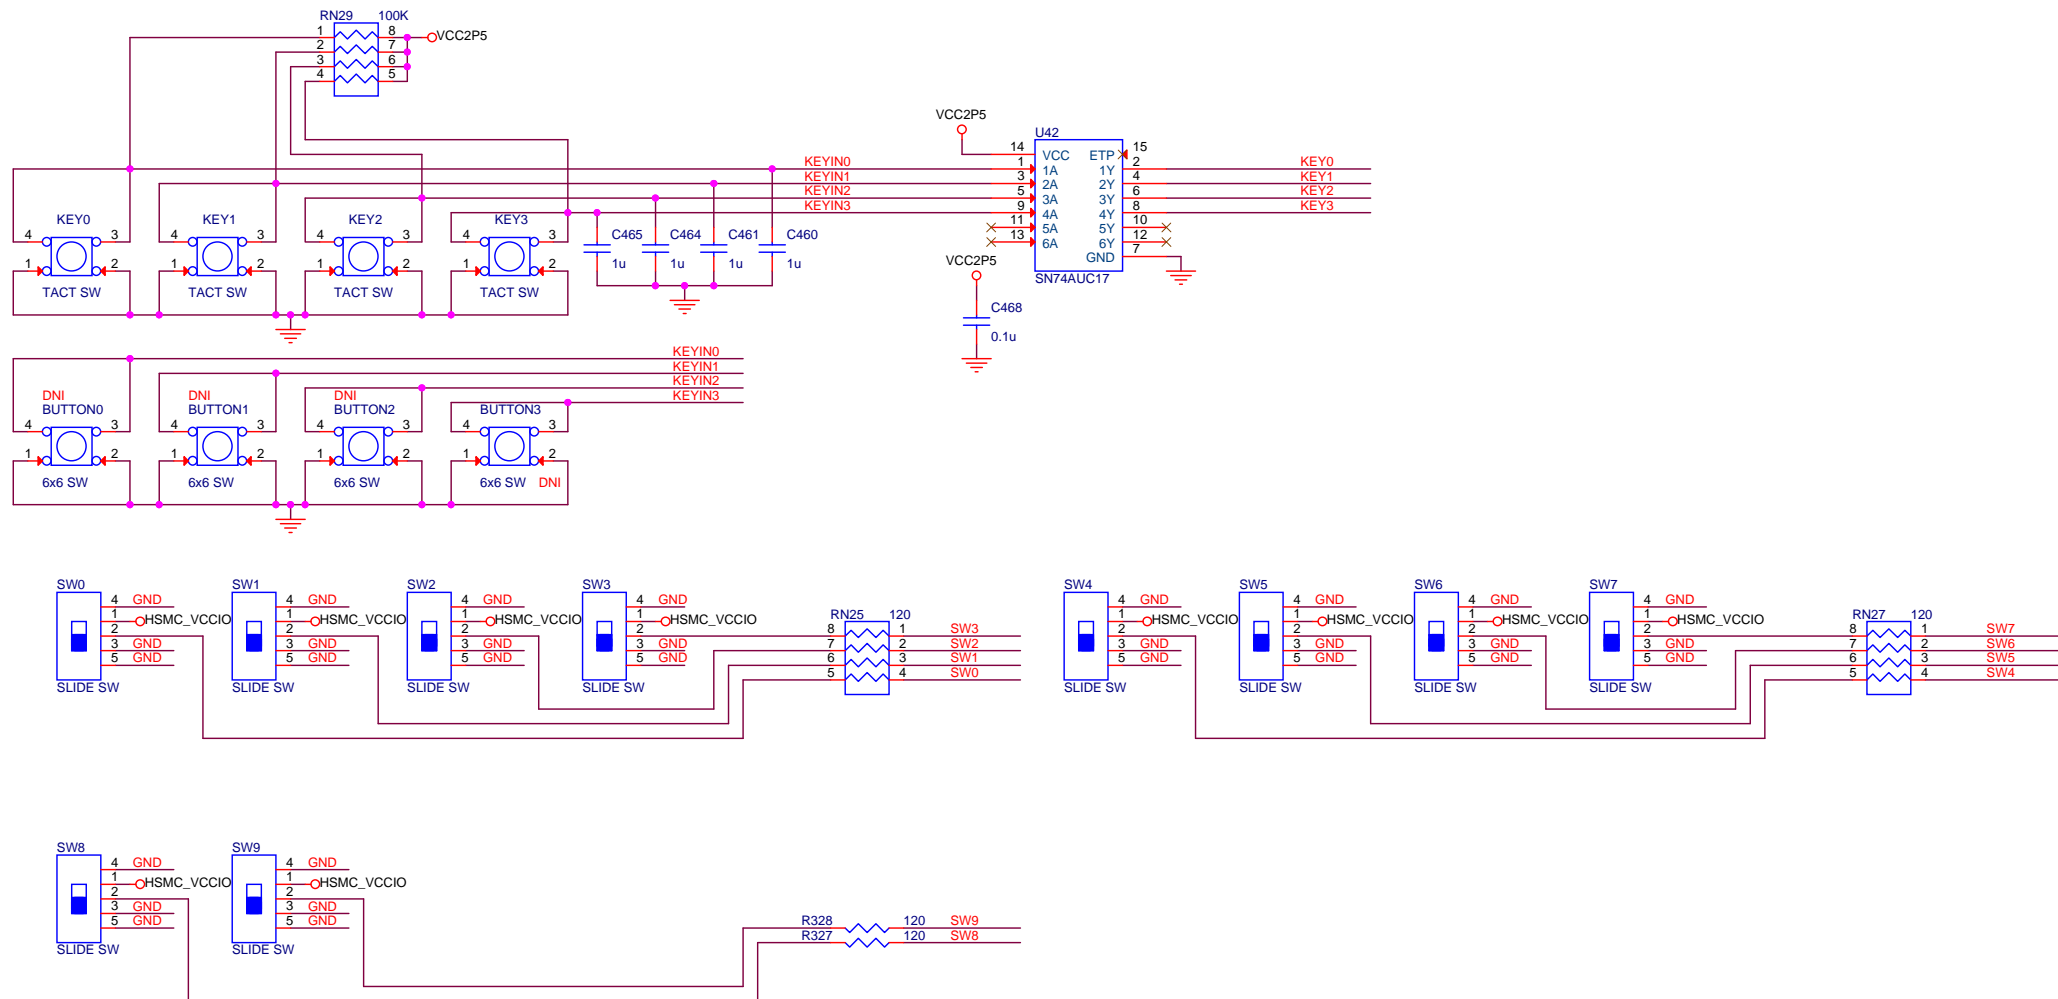 RN29 100K
1 8
2 7
3 6
4 5
VCC2P5
VCC2P5
U42
14 VCC ETP 15
1 1A 1Y 2
3 2A 2Y 4
5 3A 3Y 6
9 4A 4Y 8
11 5A 5Y 10
13 6A 6Y 12
GND 7
SN74AUC17
KEYIN0
KEYIN1
KEYIN2
KEYIN3
KEY0
KEY1
KEY2
KEY3
KEY0 KEY1 KEY2 KEY3
4 3 4 3 4 3 4 3
1 2 1 2 1 2 1 2
TACT SW TACT SW TACT SW TACT SW
C465 C464 C461 C460
1u 1u 1u 1u
VCC2P5
C468
0.1u
KEYIN0
KEYIN1
KEYIN2
KEYIN3
DNI DNI DNI
BUTTON0 BUTTON1 BUTTON2 BUTTON3
4 3 4 3 4 3 4 3
1 2 1 2 1 2 1 2
6x6 SW 6x6 SW 6x6 SW 6x6 SW DNI
SW0 SW1 SW2 SW3
4 GND 4 GND 4 GND 4 GND
1 HSMC_VCCIO 1 HSMC_VCCIO 1 HSMC_VCCIO 1 HSMC_VCCIO
2 2 2 2
3 GND 3 GND 3 GND 3 GND
5 GND 5 GND 5 GND 5 GND
SLIDE SW SLIDE SW SLIDE SW SLIDE SW
RN25 120
8 1 SW3
7 2 SW2
6 3 SW1
5 4 SW0
SW4 SW5 SW6 SW7
4 GND 4 GND 4 GND 4 GND
1 HSMC_VCCIO 1 HSMC_VCCIO 1 HSMC_VCCIO 1 HSMC_VCCIO
2 2 2 2
3 GND 3 GND 3 GND 3 GND
5 GND 5 GND 5 GND 5 GND
SLIDE SW SLIDE SW SLIDE SW SLIDE SW
RN27 120
8 1 SW7
7 2 SW6
6 3 SW5
5 4 SW4
SW8 SW9
4 GND 4 GND
1 HSMC_VCCIO 1 HSMC_VCCIO
2 2
3 GND 3 GND
5 GND 5 GND
SLIDE SW SLIDE SW
R328 120 SW9
R327 120 SW8